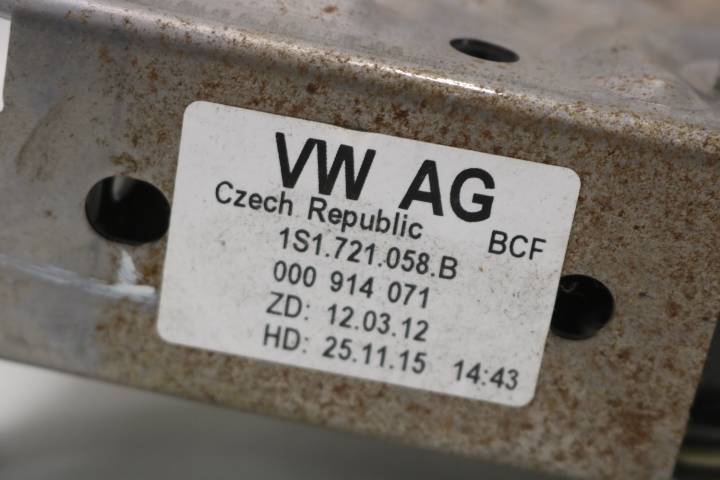 VW AG
Czech Republic BCF
1S1.721.058.B
000 914 071
ZD: 12.03.12
HD: 25.11.15 14:43